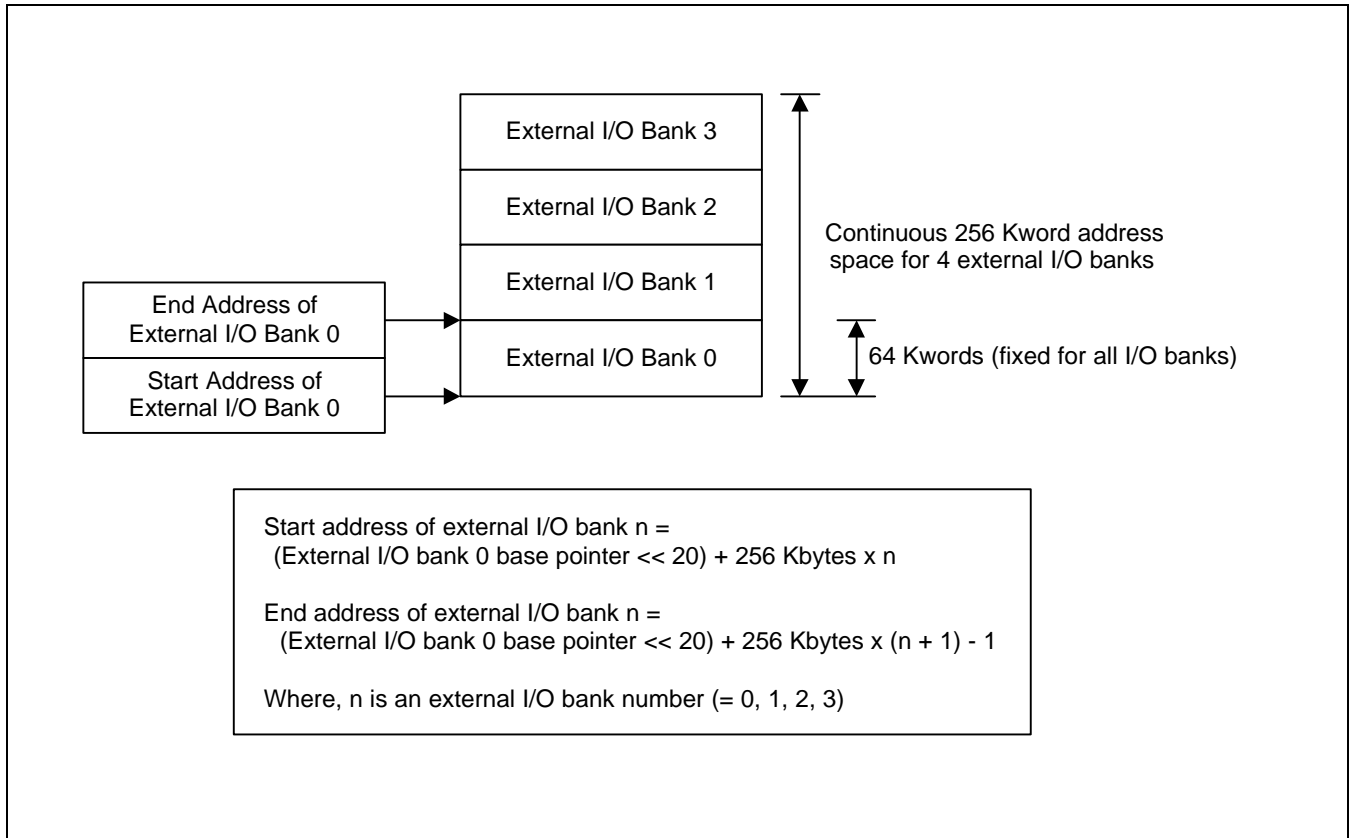 External I/O Bank 3
External I/O Bank 2
External I/O Bank 1
External I/O Bank 0
End Address of
External I/O Bank 0
Start Address of
External I/O Bank 0
Continuous 256 Kword address
space for 4 external I/O banks
64 Kwords (fixed for all I/O banks)
Start address of external I/O bank n =
(External I/O bank 0 base pointer << 20) + 256 Kbytes x n
End address of external I/O bank n =
(External I/O bank 0 base pointer << 20) + 256 Kbytes x (n + 1) - 1
Where, n is an external I/O bank number (= 0, 1, 2, 3)